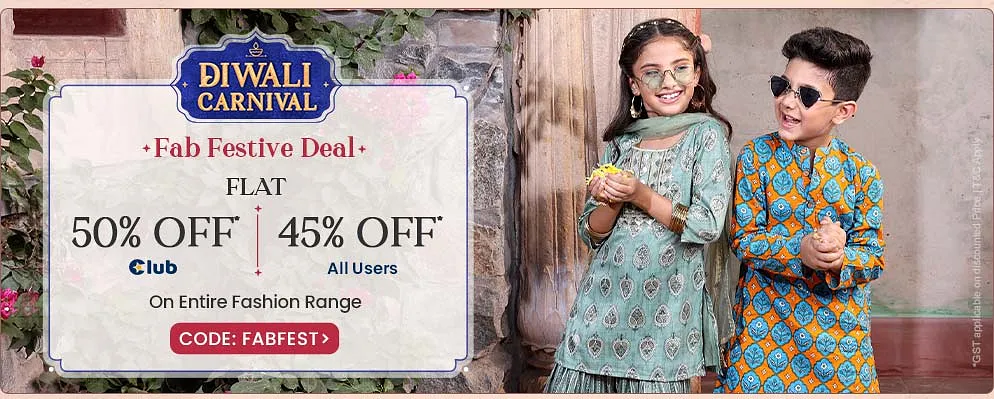 DIWALI
CARNIVAL
Fab Festive Deal
FLAT
50% OFF*
Club
45% OFF*
All Users
On Entire Fashion Range
CODE: FABFEST>
*GST applicable on discounted Price | T&C Apply